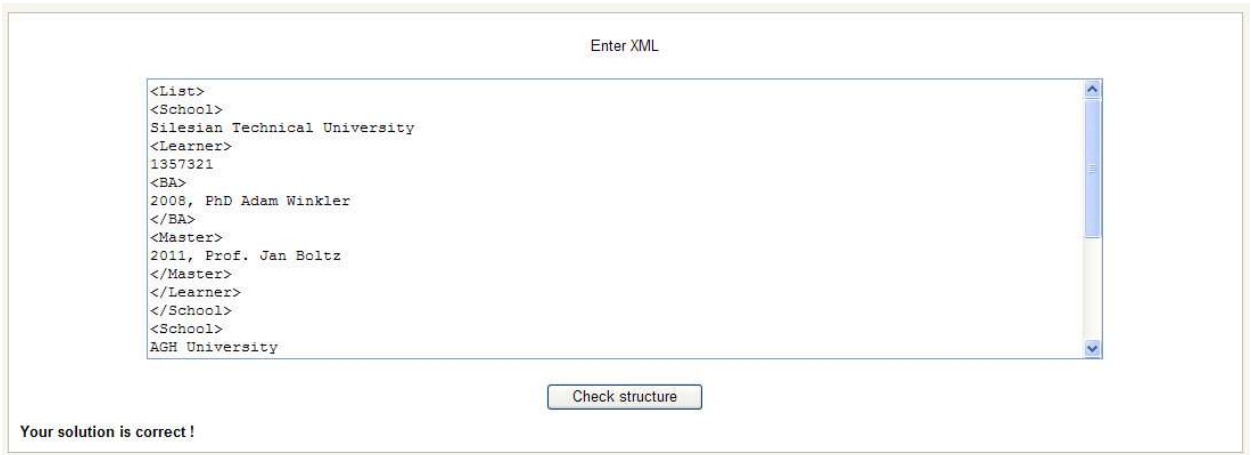 Enter XML
<List>
<School>
Silesian Technical University
<Learner>
1357321
<BA>
2008, PhD Adam Winkler
</BA>
<Master>
2011, Prof. Jan Boltz
</Master>
</Learner>
</School>
<School>
AGH University
Check structure
Your solution is correct !